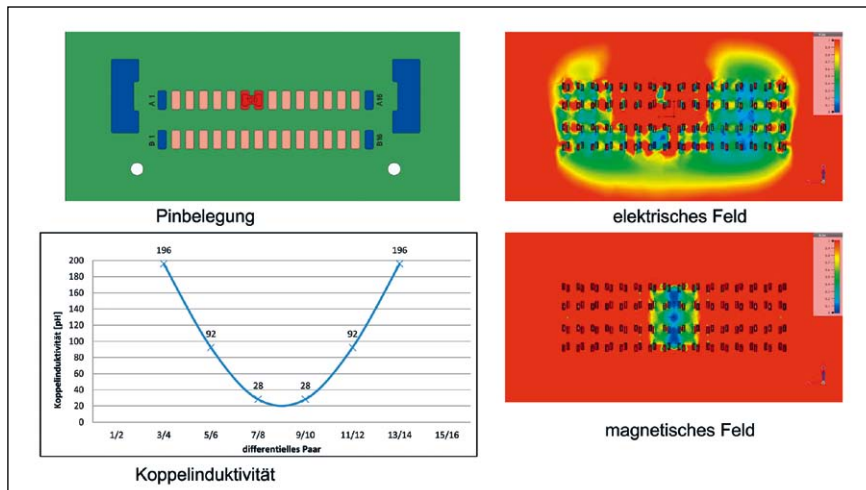 A 1
A16
B 1
B16
Pinbelegung
elektrisches Feld
196
196
92
92
28
28
200
180
160
140
120
100
80
60
40
20
0
Koppelinduktivität [pH]
1/2 3/4 5/6 7/8 9/10 11/12 13/14 15/16
differentielles Paar
Koppelinduktivität
magnetisches Feld